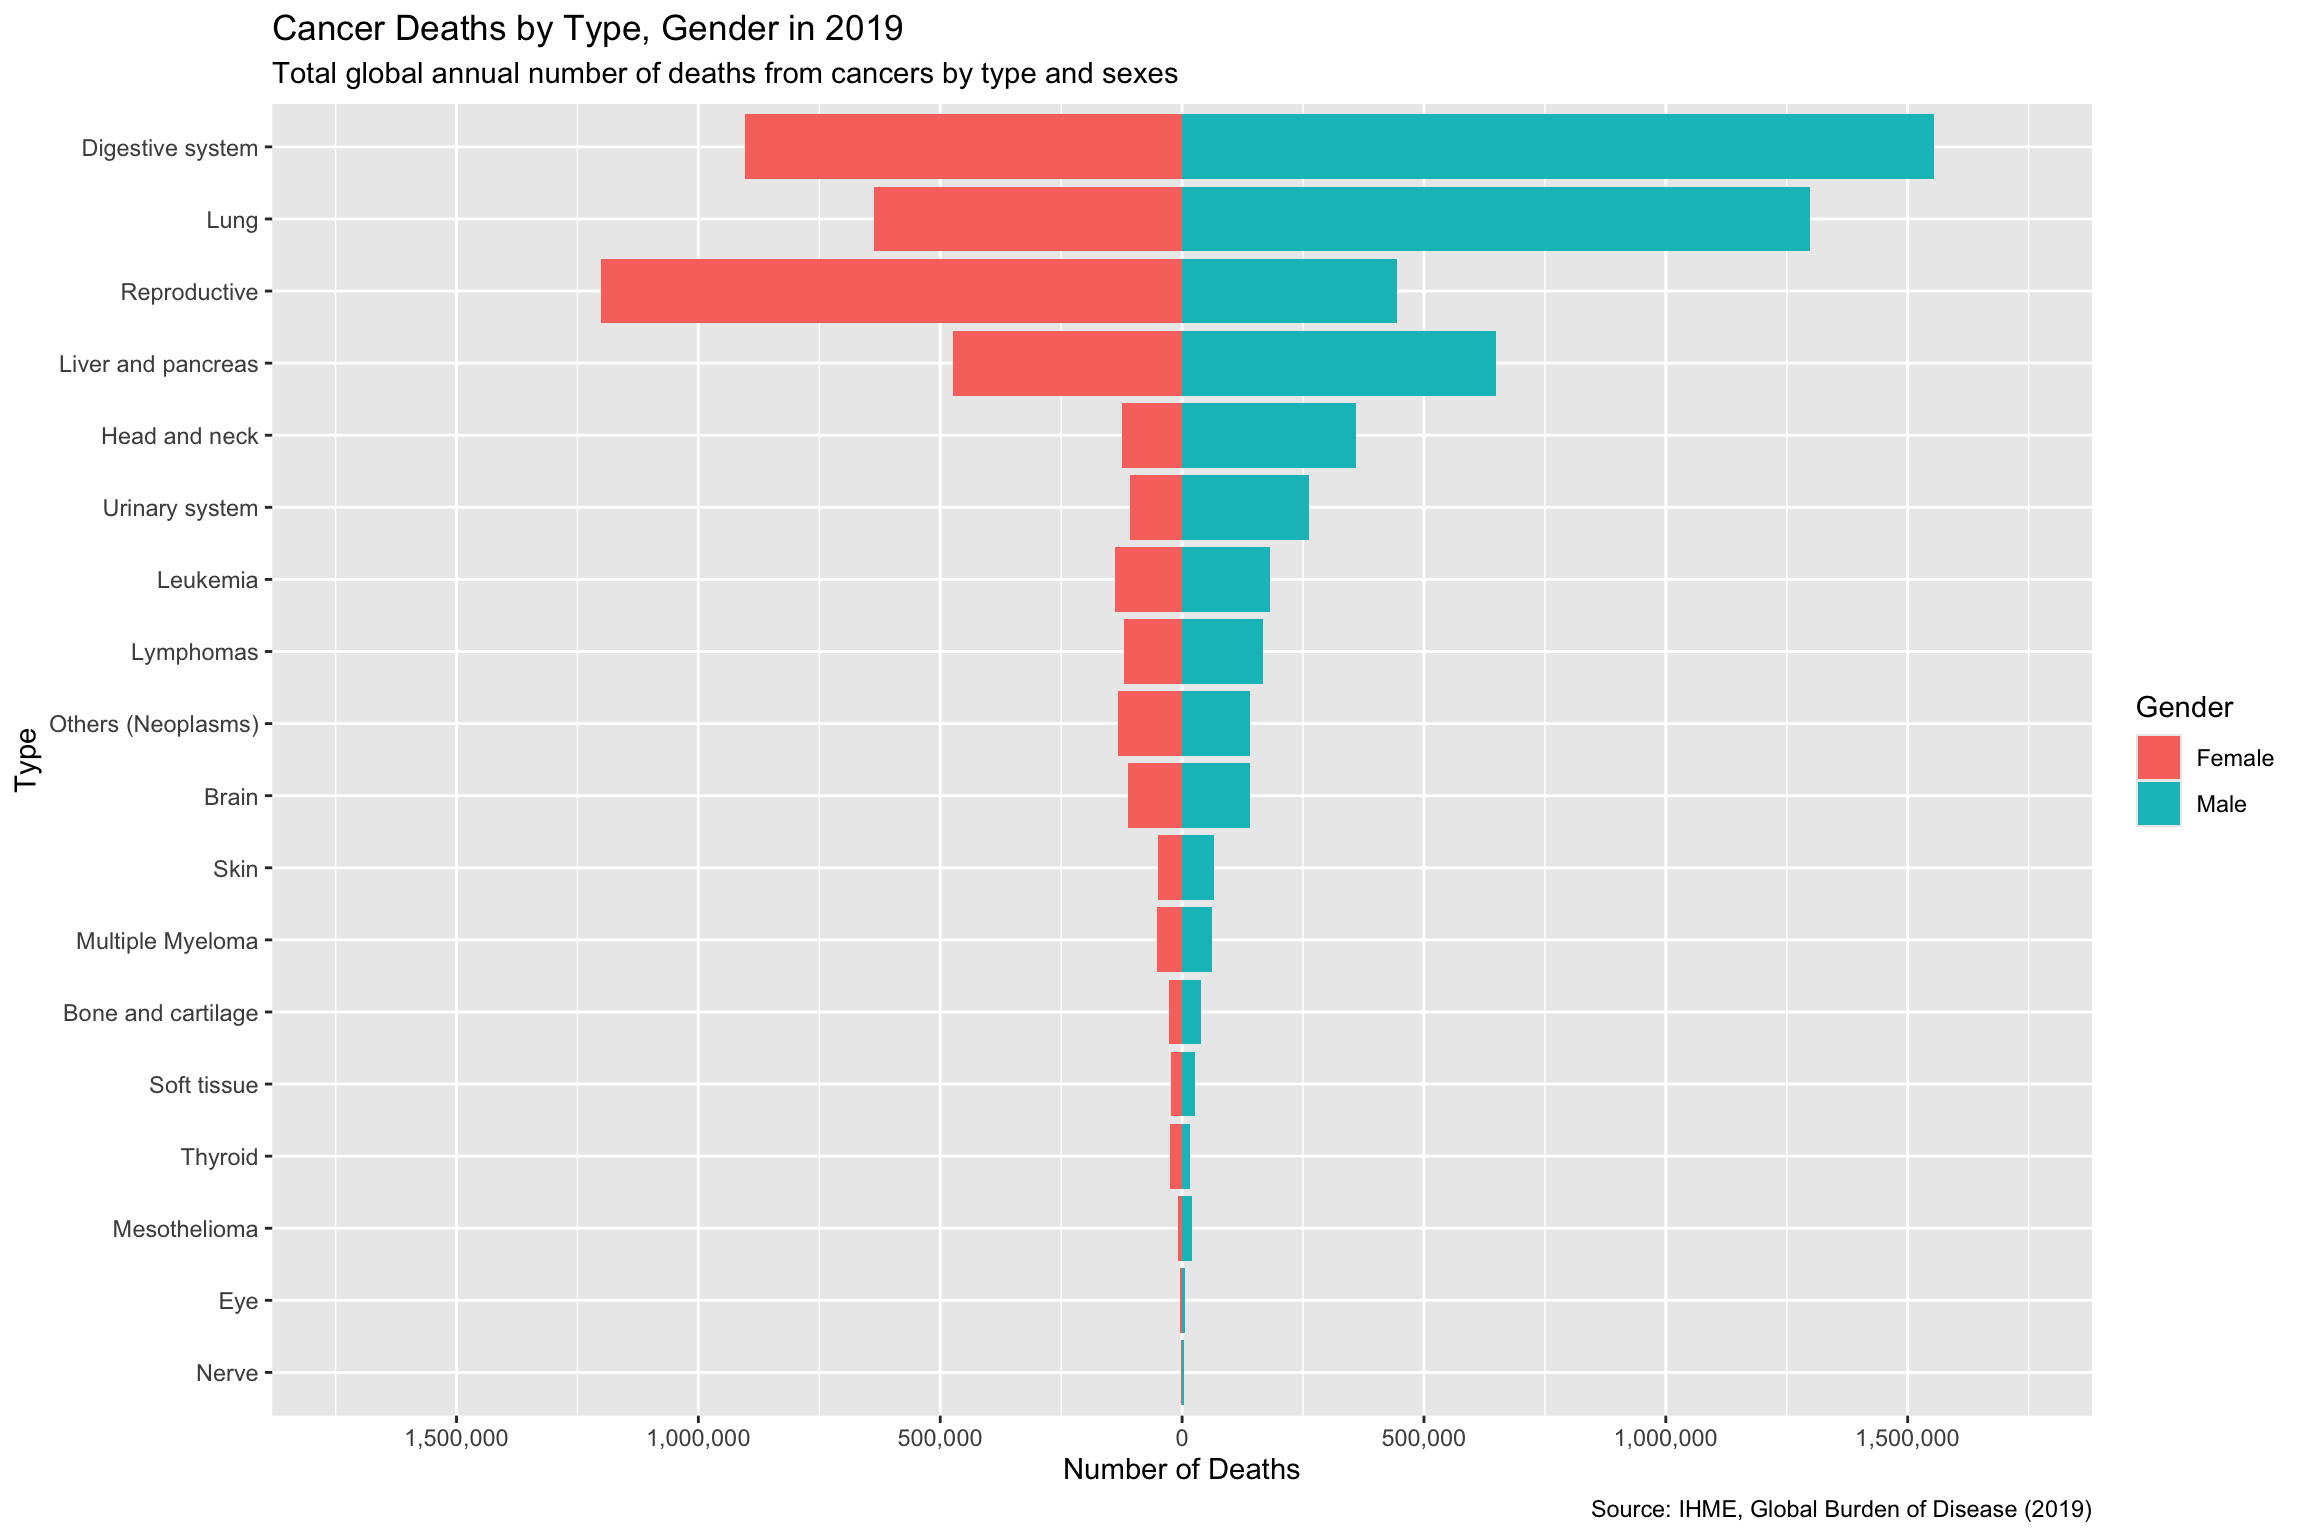 Cancer Deaths by Type, Gender in 2019
Total global annual number of deaths from cancers by type and sexes
Type
Digestive system
Lung
Reproductive
Liver and pancreas
Head and neck
Urinary system
Leukemia
Lymphomas
Others (Neoplasms)
Brain
Skin
Multiple Myeloma
Bone and cartilage
Soft tissue
Thyroid
Mesothelioma
Eye
Nerve
1,500,000 1,000,000 500,000 0 500,000 1,000,000 1,500,000
Number of Deaths
Gender
Female
Male
Source: IHME, Global Burden of Disease (2019)